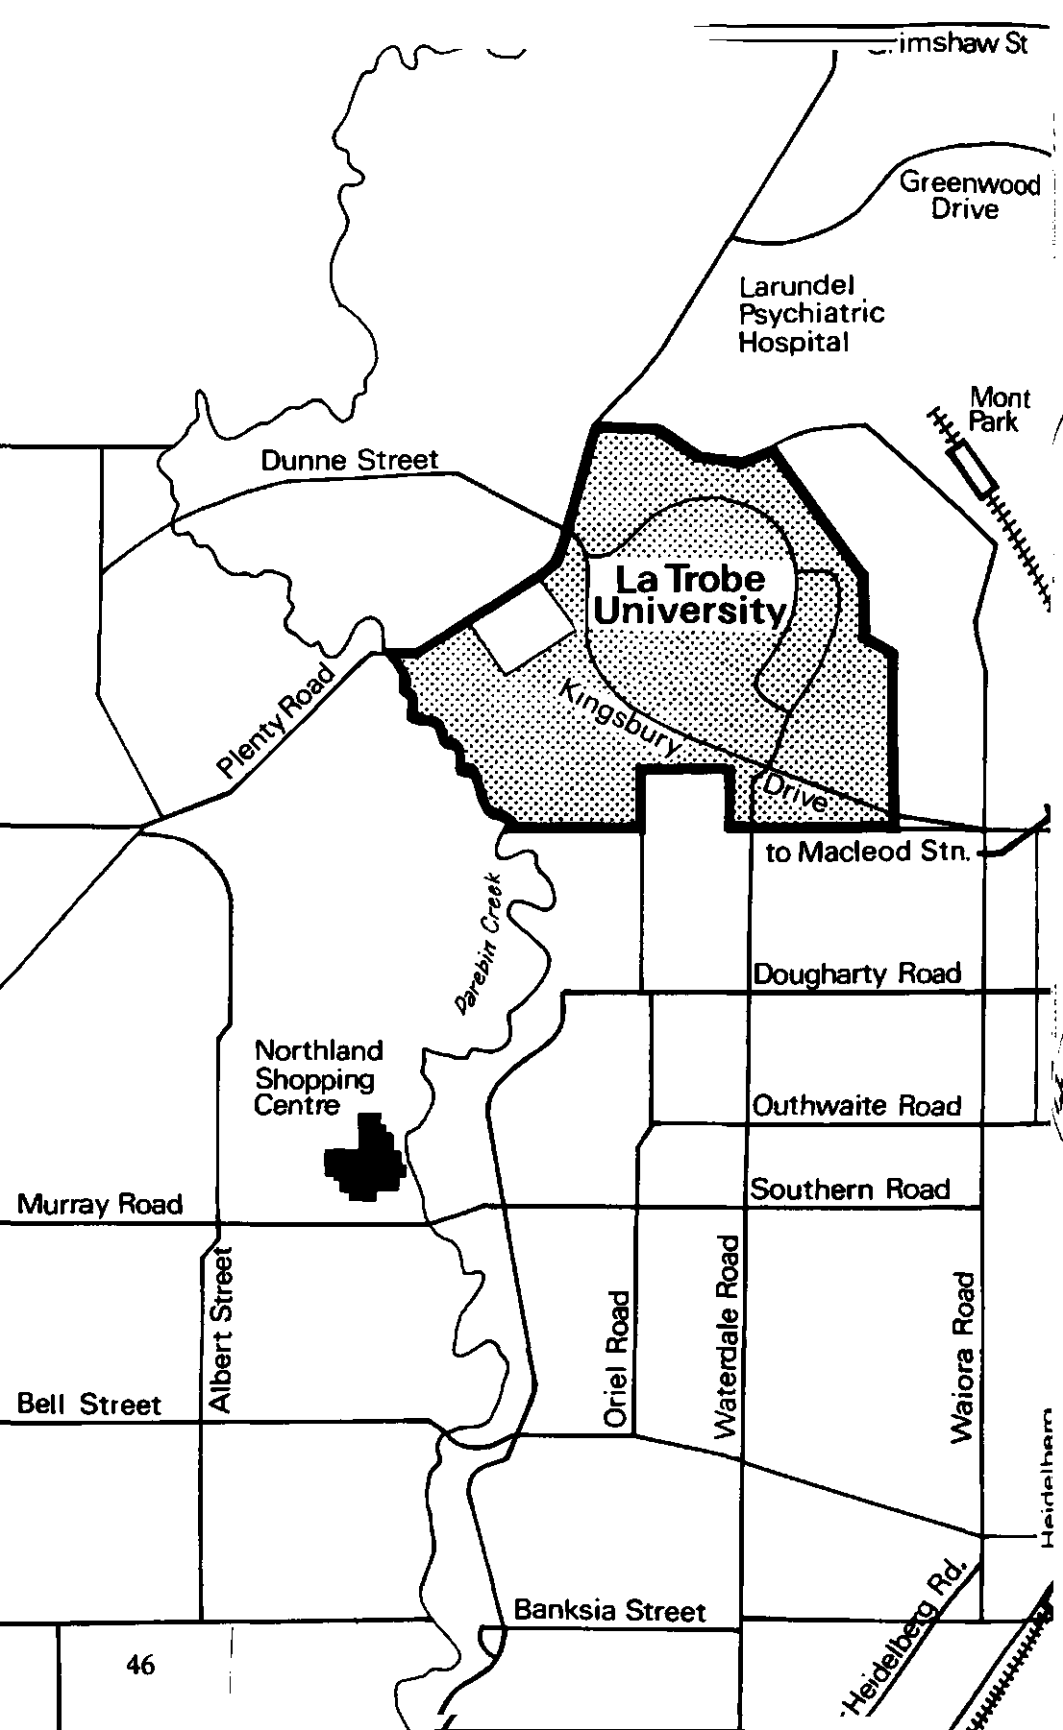 imshaw St
Greenwood
Drive
Larundel
Psychiatric
Hospital
Mont
Park
Dunne Street
La Trobe
University
Plenty Road
Kingsbury
Drive
to Macleod Stn.
Darebin Creek
Dougharty Road
Northland
Shopping
Centre
Outhwaite Road
Murray Road
Southern Road
Albert Street
Oriel Road
Waterdale Road
Waiora Road
Bell Street
Heidelberg Rd.
Banksia Street
46